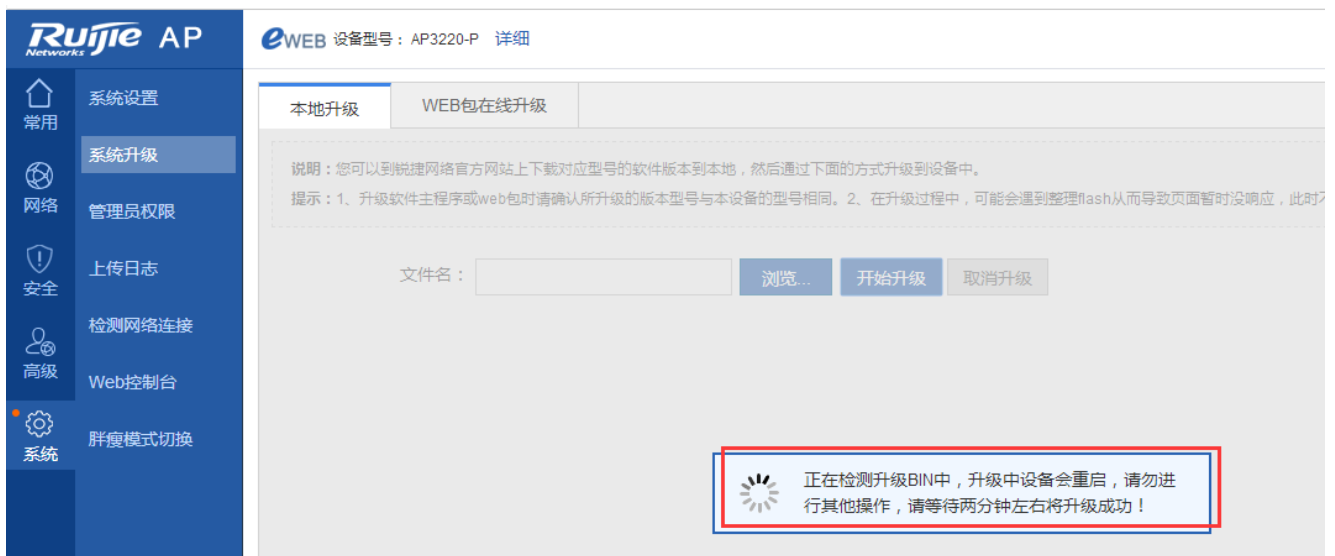 Ruijie AP
Networks
eWEB 设备型号： AP3220-P 详细
常用
网络
安全
高级
系统
系统设置
系统升级
管理员权限
上传日志
检测网络连接
Web控制台
胖瘦模式切换
本地升级 WEB包在线升级
说明：您可以到锐捷网络官方网站上下载对应型号的软件版本到本地，然后通过下面的方式升级到设备中。
提示：1、升级软件主程序或web包时请确认所升级的版本型号与本设备的型号相同。2、在升级过程中，可能会遇到整理flash从而导致页面暂时没响应，此时
文件名： 浏览... 开始升级 取消升级
正在检测升级BIN中，升级中设备会重启，请勿进
行其他操作，请等待两分钟左右将升级成功！